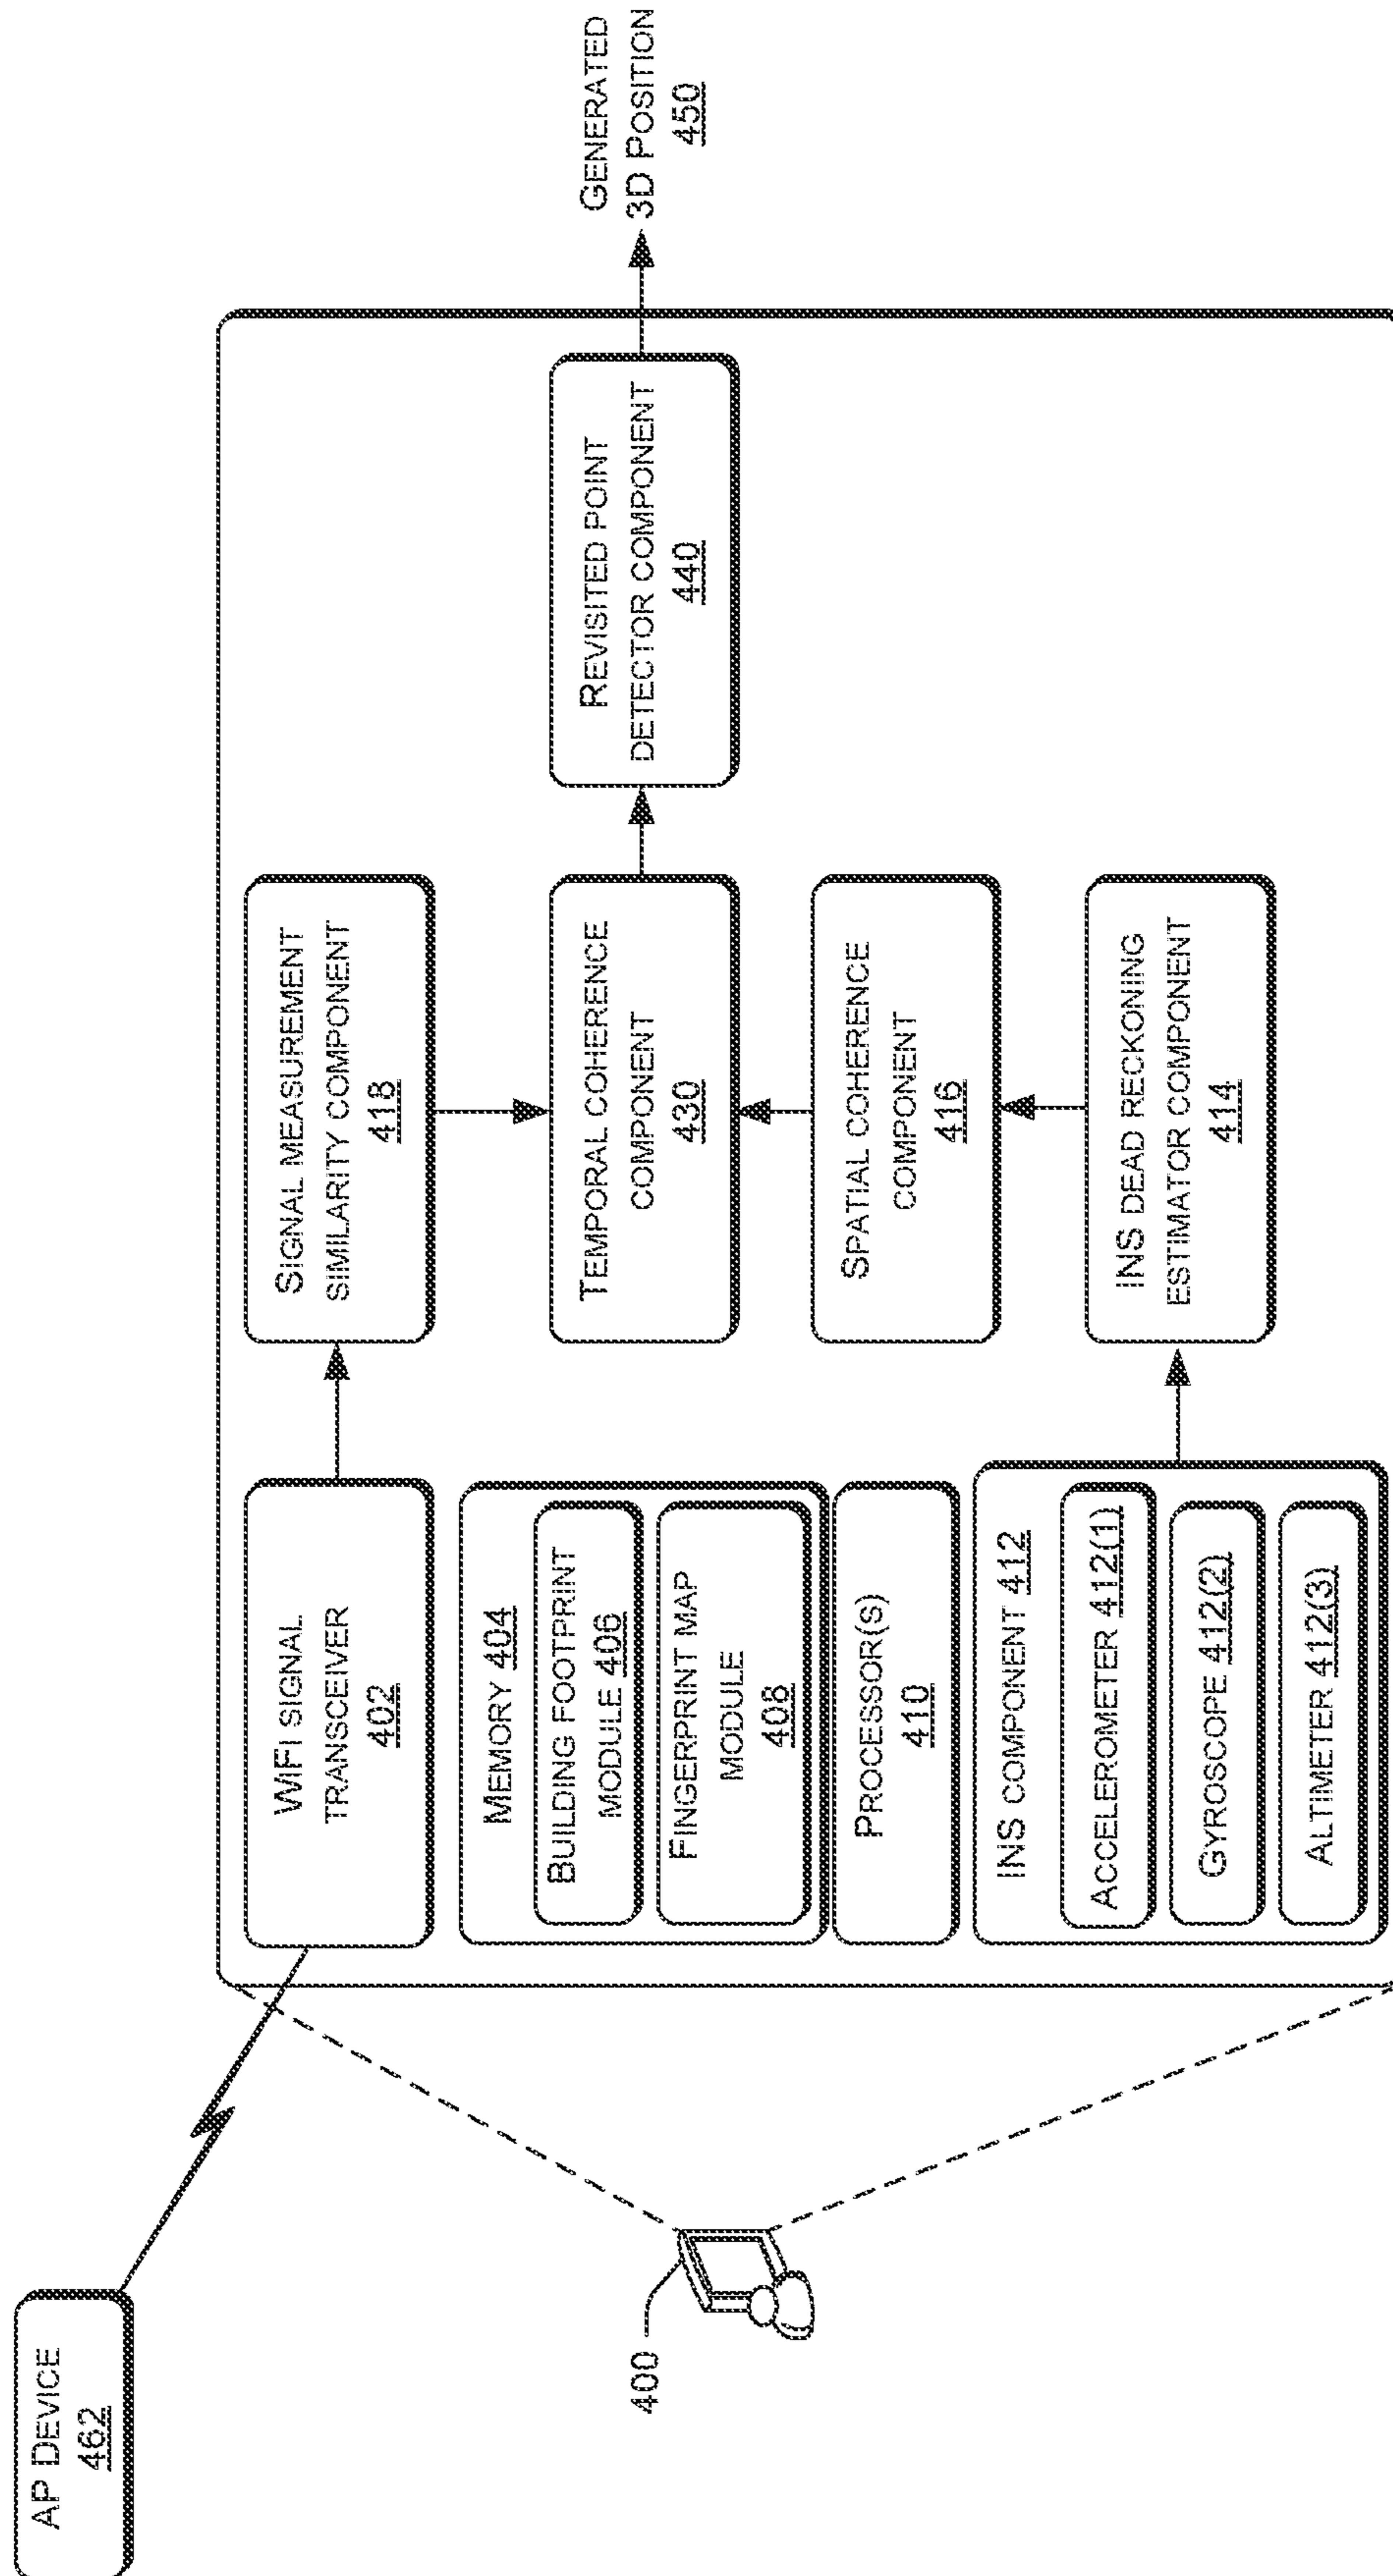 AP DEVICE
462
400
WIFI SIGNAL
TRANSCEIVER
402
MEMORY 404
BUILDING FOOTPRINT
MODULE 406
FINGERPRINT MAP
MODULE
408
PROCESSOR(S)
410
INS COMPONENT 412
ACCELEROMETER 412(1)
GYROSCOPE 412(2)
ALTIMETER 412(3)
SIGNAL MEASUREMENT
SIMILARITY COMPONENT
418
TEMPORAL COHERENCE
COMPONENT
430
SPATIAL COHERENCE
COMPONENT
416
INS DEAD RECKONING
ESTIMATOR COMPONENT
414
REVISITED POINT
DETECTOR COMPONENT
440
GENERATED
3D POSITION
450